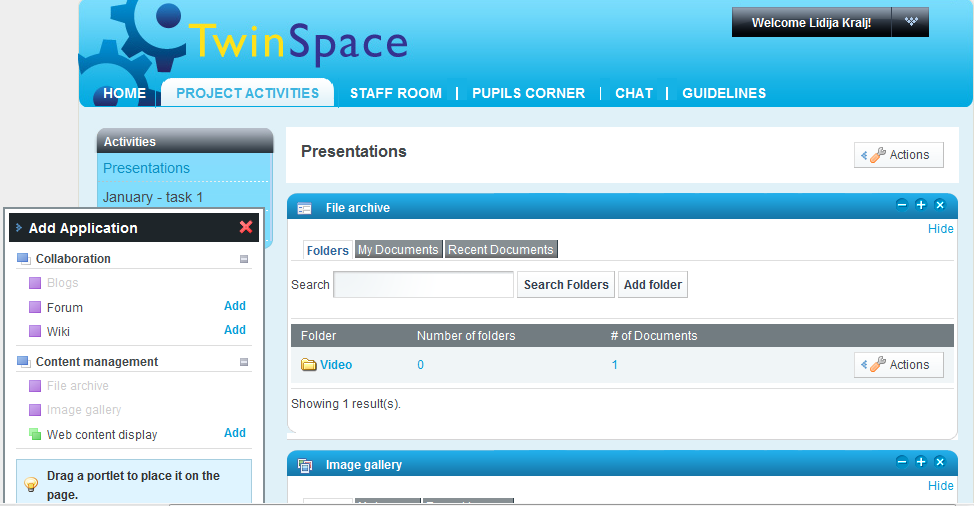 TwinSpace
Welcome Lidija Kralj!
HOME
PROJECT ACTIVITIES
STAFF ROOM | PUPILS CORNER | CHAT | GUIDELINES
Activities
Presentations
January - task 1
Presentations
Actions
Add Application
Collaboration
Blogs
Forum Add
Wiki Add
Content management
File archive
Image gallery
Web content display Add
Drag a portlet to place it on the
page.
File archive
Hide
Folders My Documents Recent Documents
Search Search Folders Add folder
Folder Number of folders # of Documents
Video 0 1 Actions
Showing 1 result(s).
Image gallery
Hide